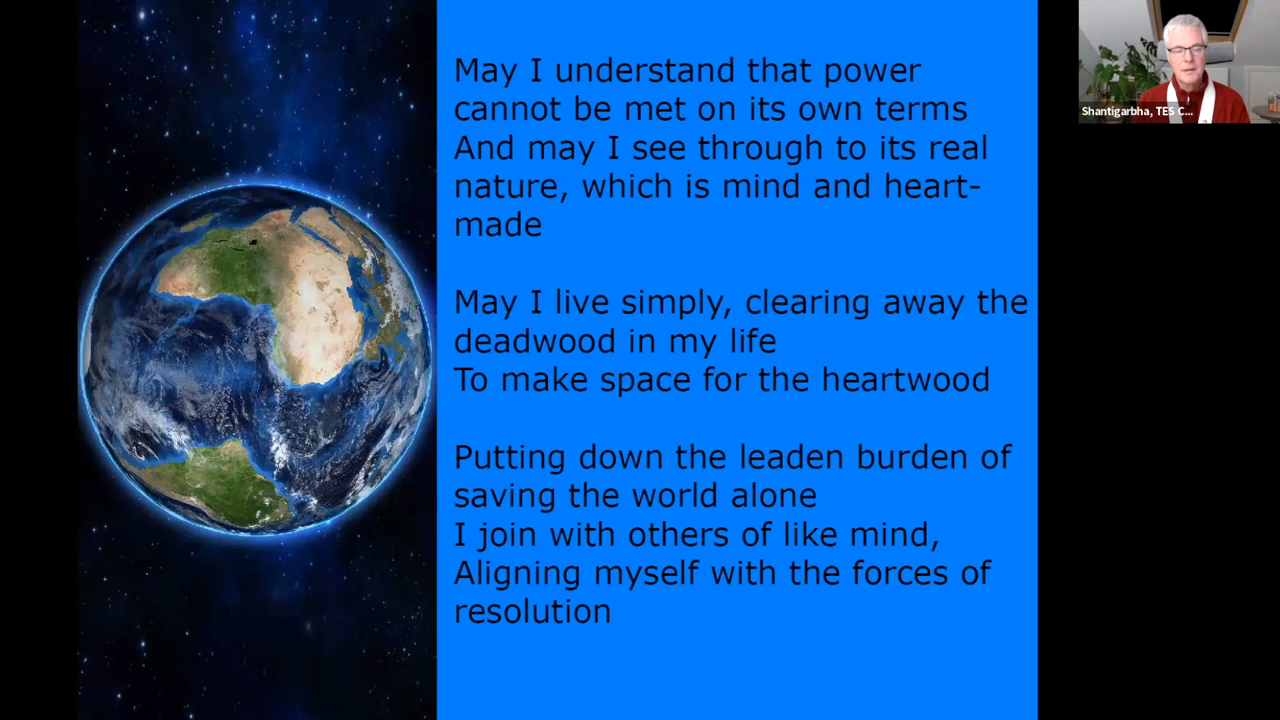 May I understand that power
cannot be met on its own terms
And may I see through to its real
nature, which is mind and heart-
made
May I live simply, clearing away the
deadwood in my life
To make space for the heartwood
Putting down the leaden burden of
saving the world alone
I join with others of like mind,
Aligning myself with the forces of
resolution
Shantigarbha, TES C...